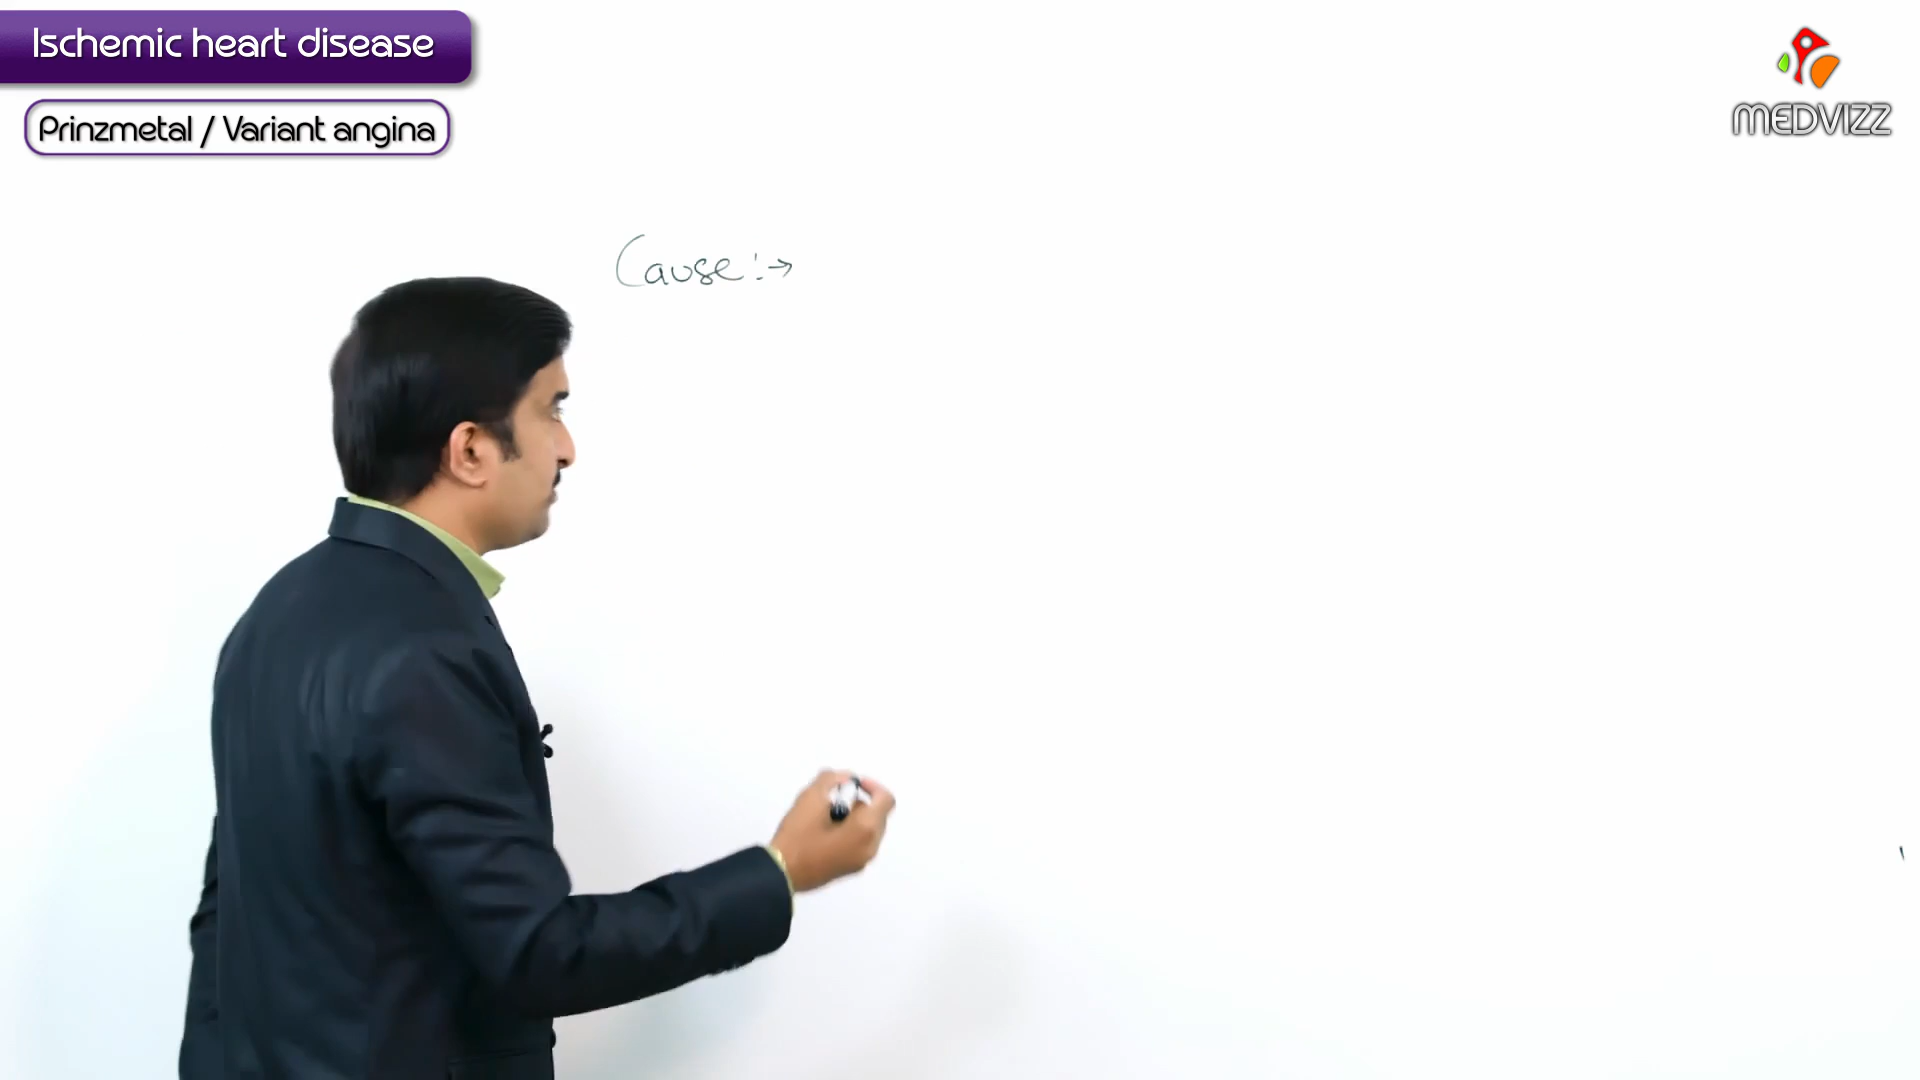 Ischemic heart disease
Prinzmetal / Variant angina
MEDVIZZ
Cause :→